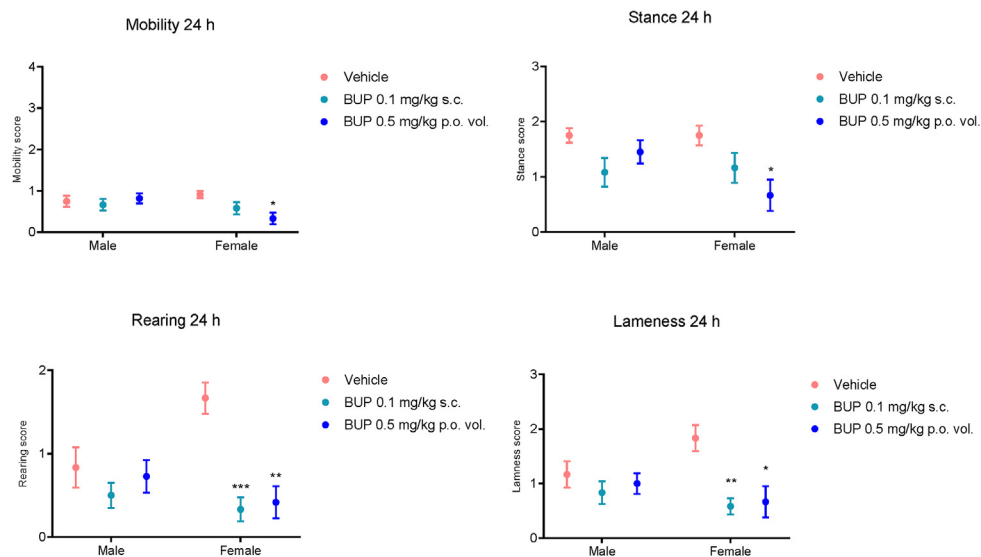 Mobility 24 h
4
3
2
1
0
Mobility score
Male
Female
*
Vehicle
BUP 0.1 mg/kg s.c.
BUP 0.5 mg/kg p.o. vol.
Stance 24 h
3
2
1
0
Stance score
Male
Female
*
Vehicle
BUP 0.1 mg/kg s.c.
BUP 0.5 mg/kg p.o. vol.
Rearing 24 h
2
1
0
Rearing score
Male
Female
***
**
Vehicle
BUP 0.1 mg/kg s.c.
BUP 0.5 mg/kg p.o. vol.
Lameness 24 h
3
2
1
0
Lamness score
Male
Female
**
*
Vehicle
BUP 0.1 mg/kg s.c.
BUP 0.5 mg/kg p.o. vol.